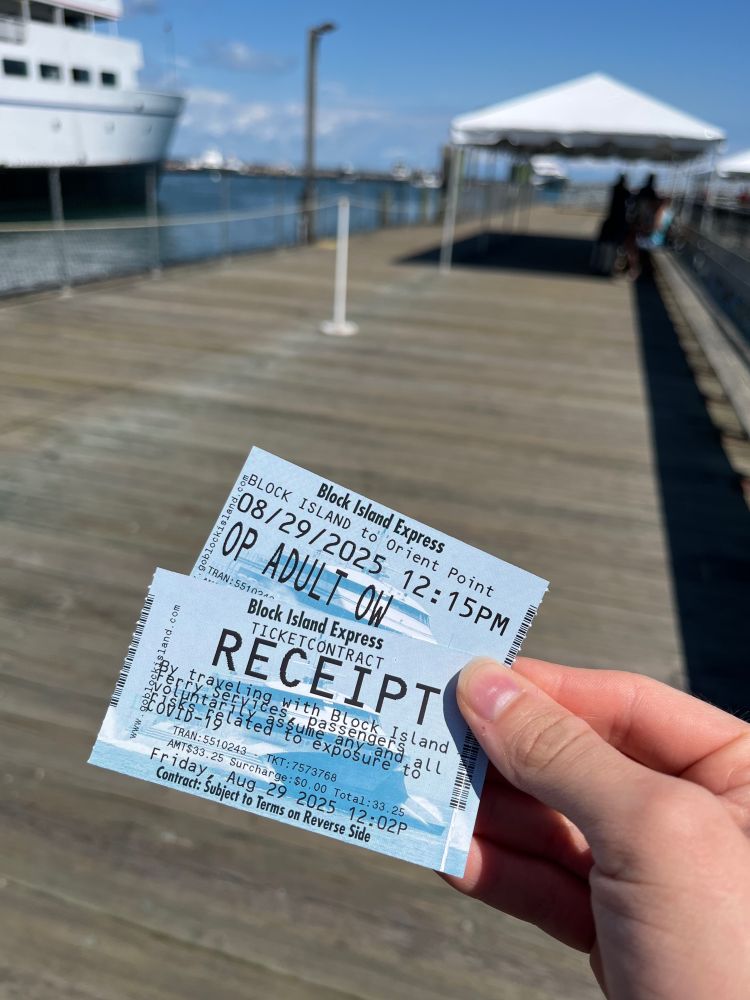 Block Island Express
BLOCK ISLAND to Orient Point
08/29/2025 12:15PM
OP ADULT OW
goblockisland.com
Block Island Express
TICKETCONTRACT
RECEIPT
By traveling with Block Island
Ferry Services, Passengers
voluntarily assume any and all
risks related to exposure to
COVID-19
TRAN:5510243 - TKT:7573768
AMT$33.25 Surcharge:$0.00 Total:33.25
Friday, Aug 29 2025 12:02P
Contract: Subject to Terms on Reverse Side
www.goblockisland.com